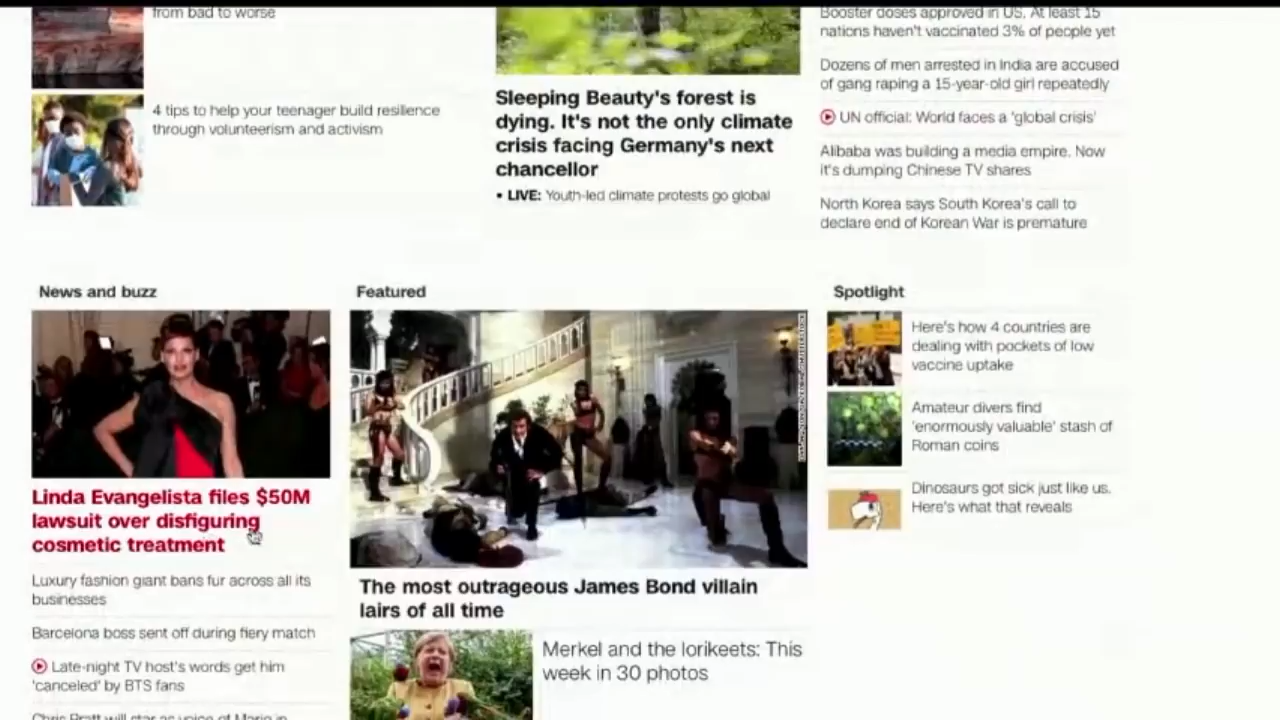 from bad to worse
4 tips to help your teenager build resilience
through volunteerism and activism
Sleeping Beauty's forest is
dying. It's not the only climate
crisis facing Germany's next
chancellor
• LIVE: Youth-led climate protests go global
Booster doses approved in US. At least 15
nations haven't vaccinated 3% of people yet
Dozens of men arrested in India are accused
of gang raping a 15-year-old girl repeatedly
UN official: World faces a 'global crisis'
Alibaba was building a media empire. Now
it's dumping Chinese TV shares
North Korea says South Korea's call to
declare end of Korean War is premature
News and buzz
Linda Evangelista files $50M
lawsuit over disfiguring
cosmetic treatment
Luxury fashion giant bans fur across all its
businesses
Barcelona boss sent off during fiery match
Late-night TV host's words get him
'canceled' by BTS fans
Chris Pratt will star as voice of Mario in
Featured
The most outrageous James Bond villain
lairs of all time
Merkel and the lorikeets: This
week in 30 photos
Spotlight
Here's how 4 countries are
dealing with pockets of low
vaccine uptake
Amateur divers find
'enormously valuable' stash of
Roman coins
Dinosaurs got sick just like us.
Here's what that reveals